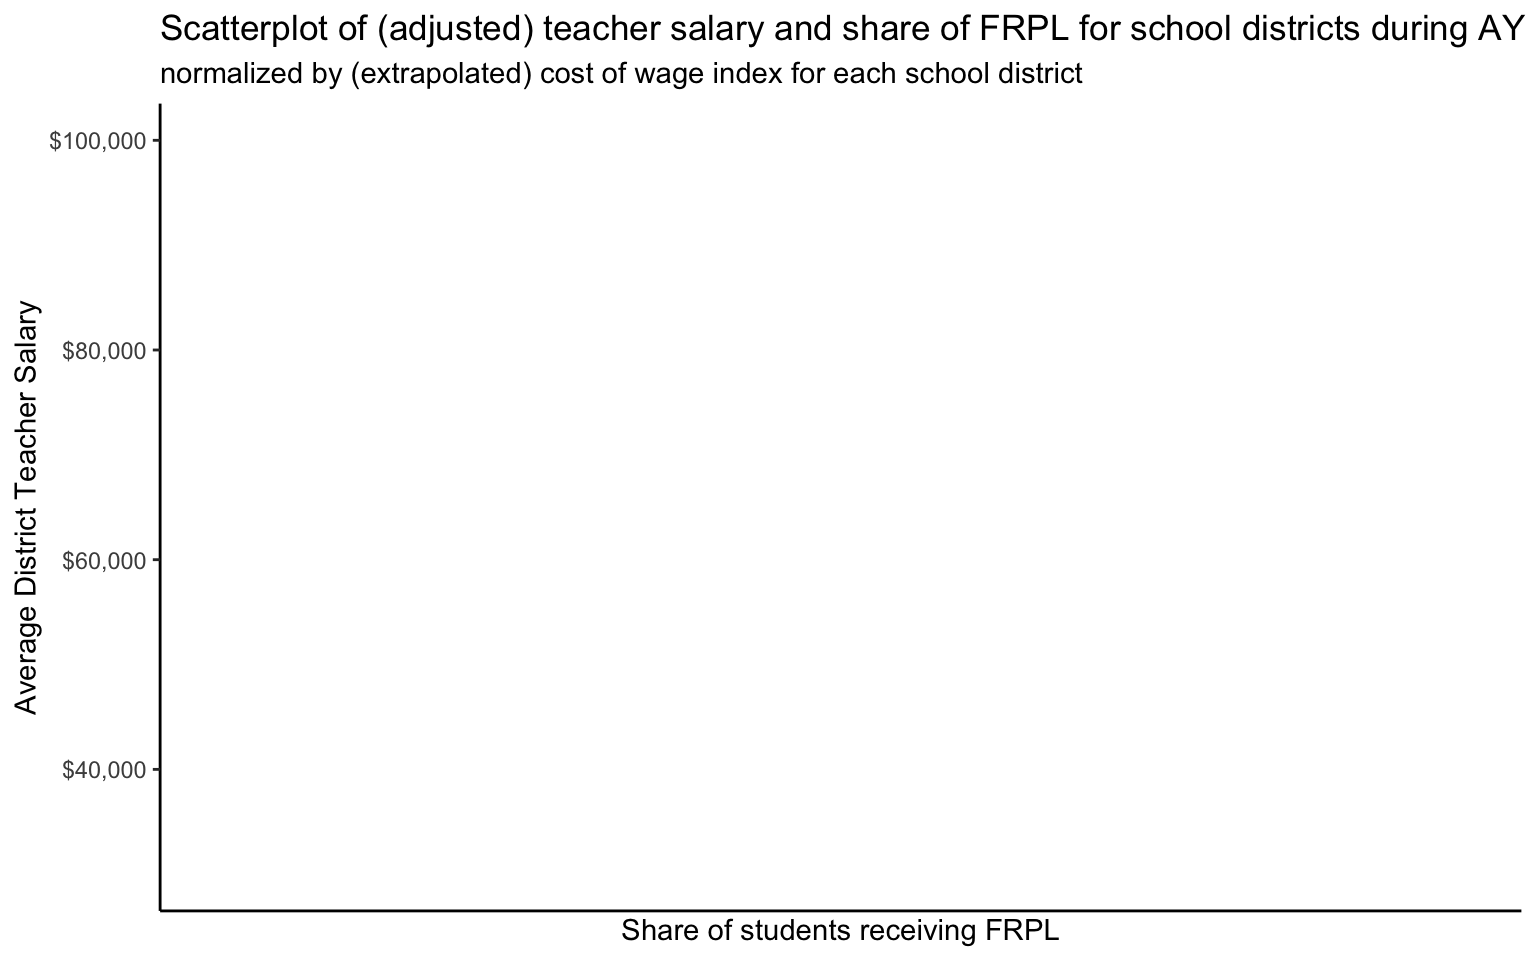 Scatterplot of (adjusted) teacher salary and share of FRPL for school districts during AY
normalized by (extrapolated) cost of wage index for each school district
$100,000
$80,000
$60,000
$40,000
Average District Teacher Salary
Share of students receiving FRPL